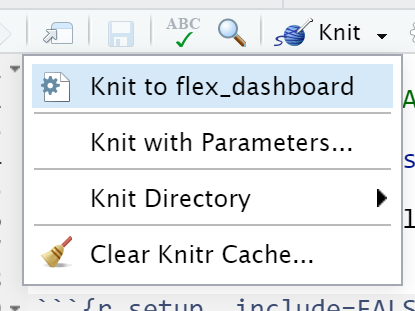 ABC
Knit
Knit to flex_dashboard
Knit with Parameters...
Knit Directory
Clear Knitr Cache...
```{r setup, include=FALS